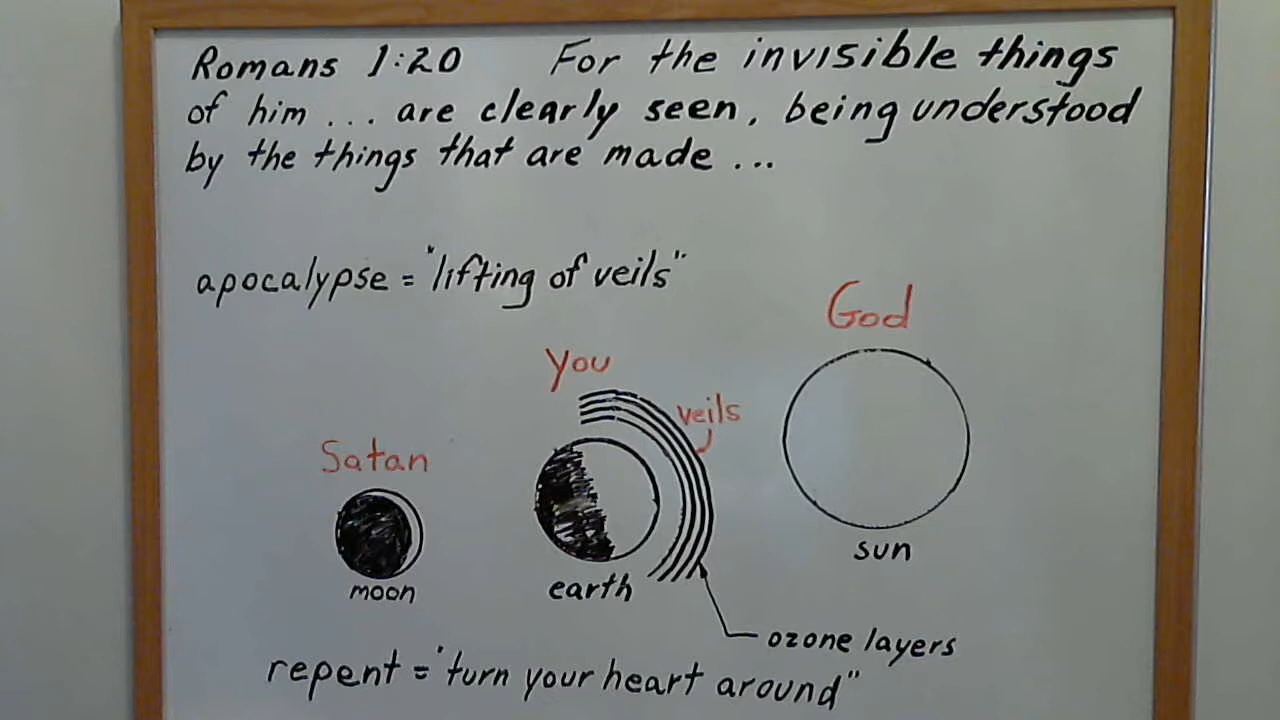 Romans 1:20 For the invisible things
of him ... are clearly seen, being understood
by the things that are made ...
apocalypse = "lifting of veils"
God
You
veils
Satan
sun
moon
earth
ozone layers
repent = "turn your heart around"